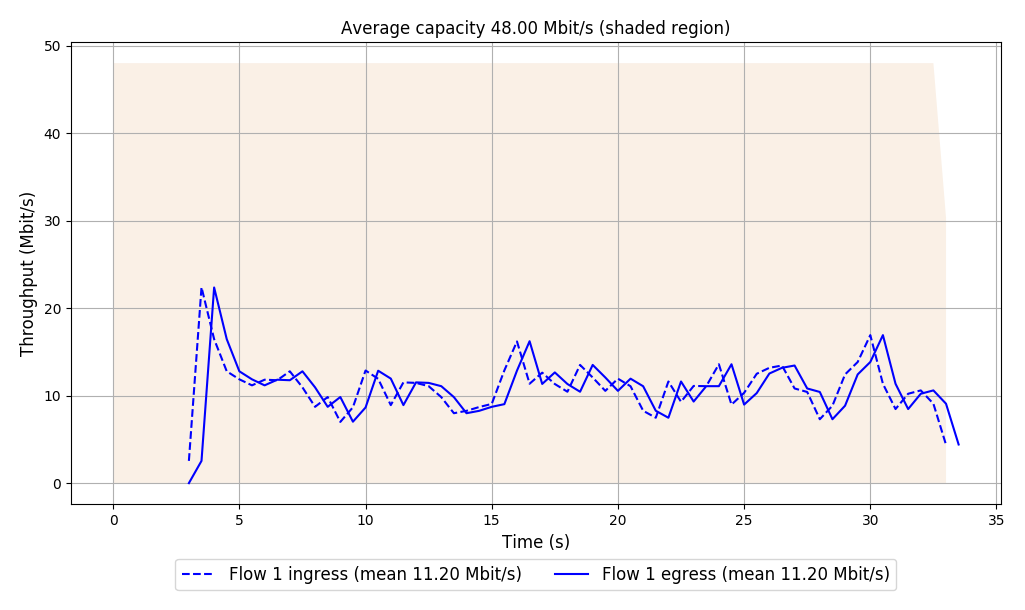 Average capacity 48.00 Mbit/s (shaded region)
Throughput (Mbit/s)
50
40
30
20
10
0
0 5 10 15 20 25 30 35
Time (s)
Flow 1 ingress (mean 11.20 Mbit/s) Flow 1 egress (mean 11.20 Mbit/s)